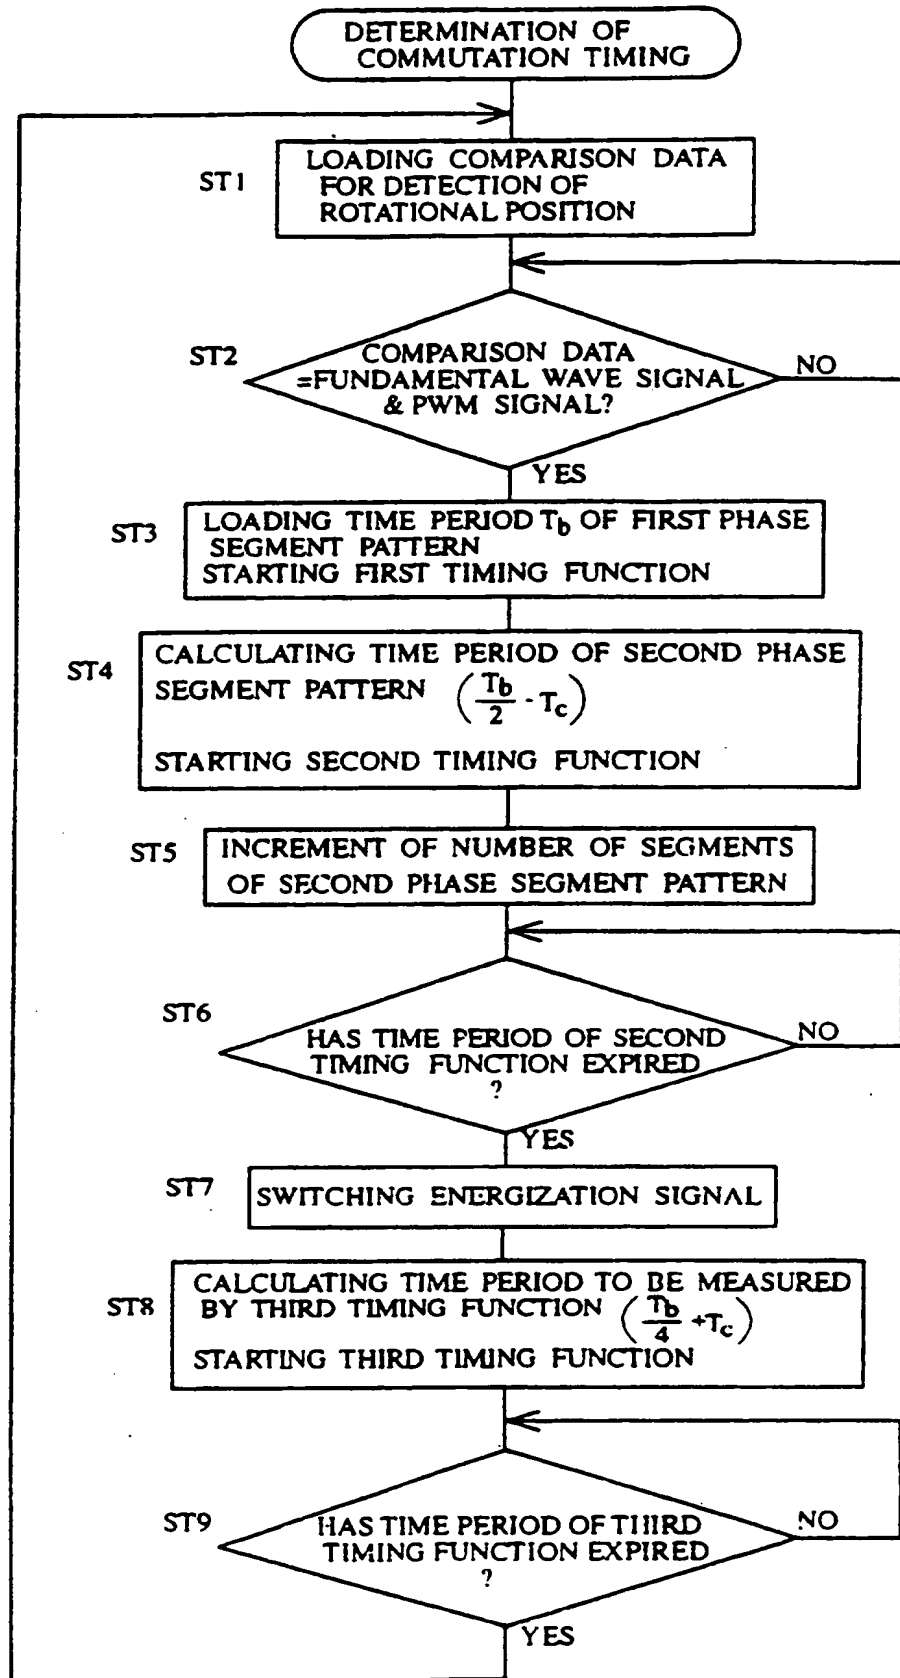 DETERMINATION OF
COMMUTATION TIMING
ST1
LOADING COMPARISON DATA
FOR DETECTION OF
ROTATIONAL POSITION
ST2
COMPARISON DATA
=FUNDAMENTAL WAVE SIGNAL
& PWM SIGNAL?
NO
YES
ST3
LOADING TIME PERIOD Tb OF FIRST PHASE
SEGMENT PATTERN
STARTING FIRST TIMING FUNCTION
ST4
CALCULATING TIME PERIOD OF SECOND PHASE
SEGMENT PATTERN (Tb/2 - Tc)
STARTING SECOND TIMING FUNCTION
ST5
INCREMENT OF NUMBER OF SEGMENTS
OF SECOND PHASE SEGMENT PATTERN
ST6
HAS TIME PERIOD OF SECOND
TIMING FUNCTION EXPIRED
?
NO
YES
ST7
SWITCHING ENERGIZATION SIGNAL
ST8
CALCULATING TIME PERIOD TO BE MEASURED
BY THIRD TIMING FUNCTION (Tb/4 +Tc)
STARTING THIRD TIMING FUNCTION
ST9
HAS TIME PERIOD OF THIRD
TIMING FUNCTION EXPIRED
?
NO
YES